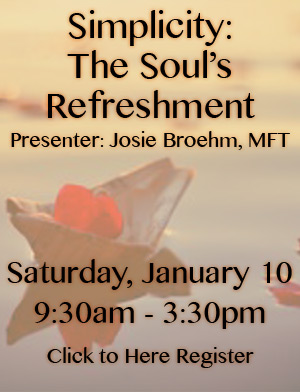 Simplicity:
The Soul's
Refreshment
Presenter: Josie Broehm, MFT
Saturday, January 10
9:30am - 3:30pm
Click to Here Register